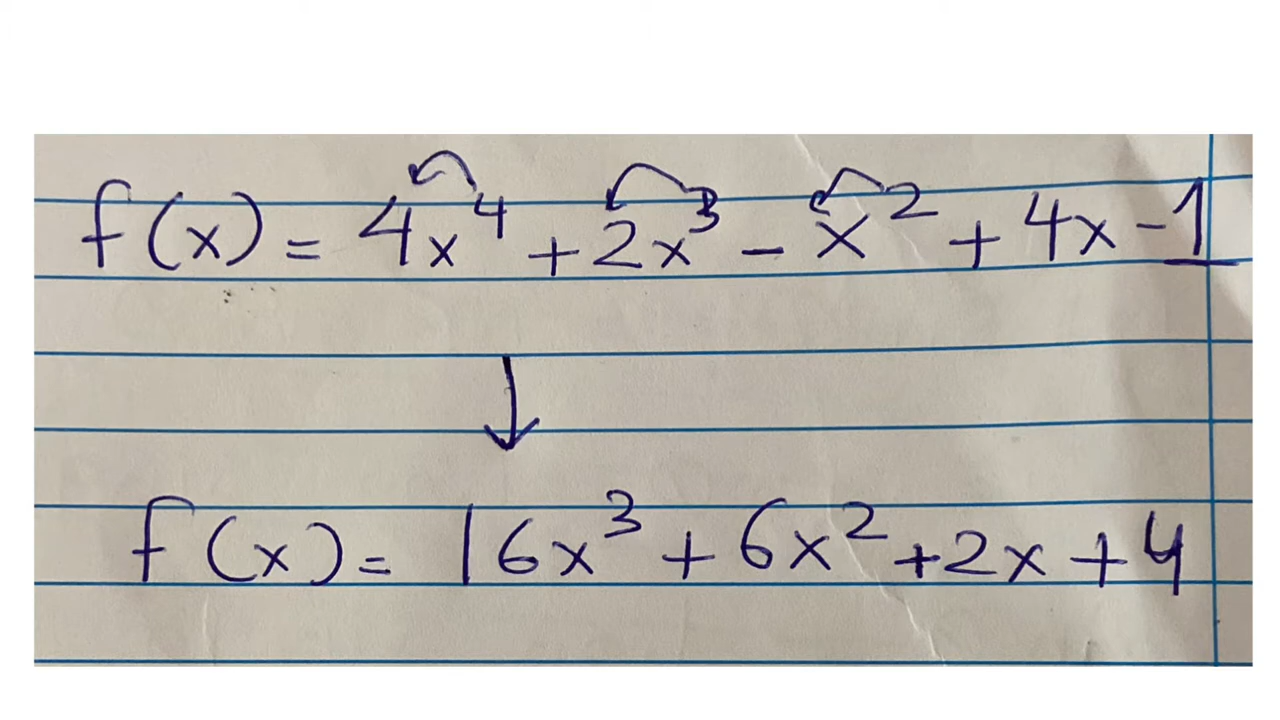 f(x) = 4x⁴ + 2x³ - x² + 4x - 1
f(x) = 16x³ + 6x² + 2x + 4